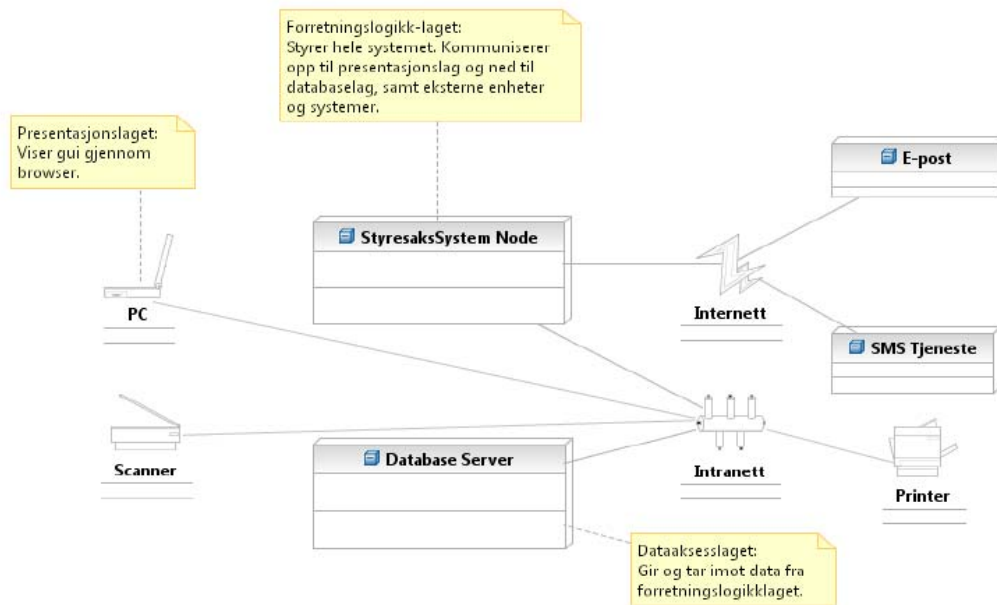 Forretningslogikk-laget:
Styrer hele systemet. Kommuniserer
opp til presentasjonslag og ned til
databaselag, samt eksterne enheter
og systemer.
Presentasjonslaget:
Viser gui gjennom
browser.
E-post
StyresaksSystem Node
PC
Internett
SMS Tjeneste
Scanner
Database Server
Intranett
Printer
Dataaksesslaget:
Gir og tar imot data fra
forretningslogikklaget.